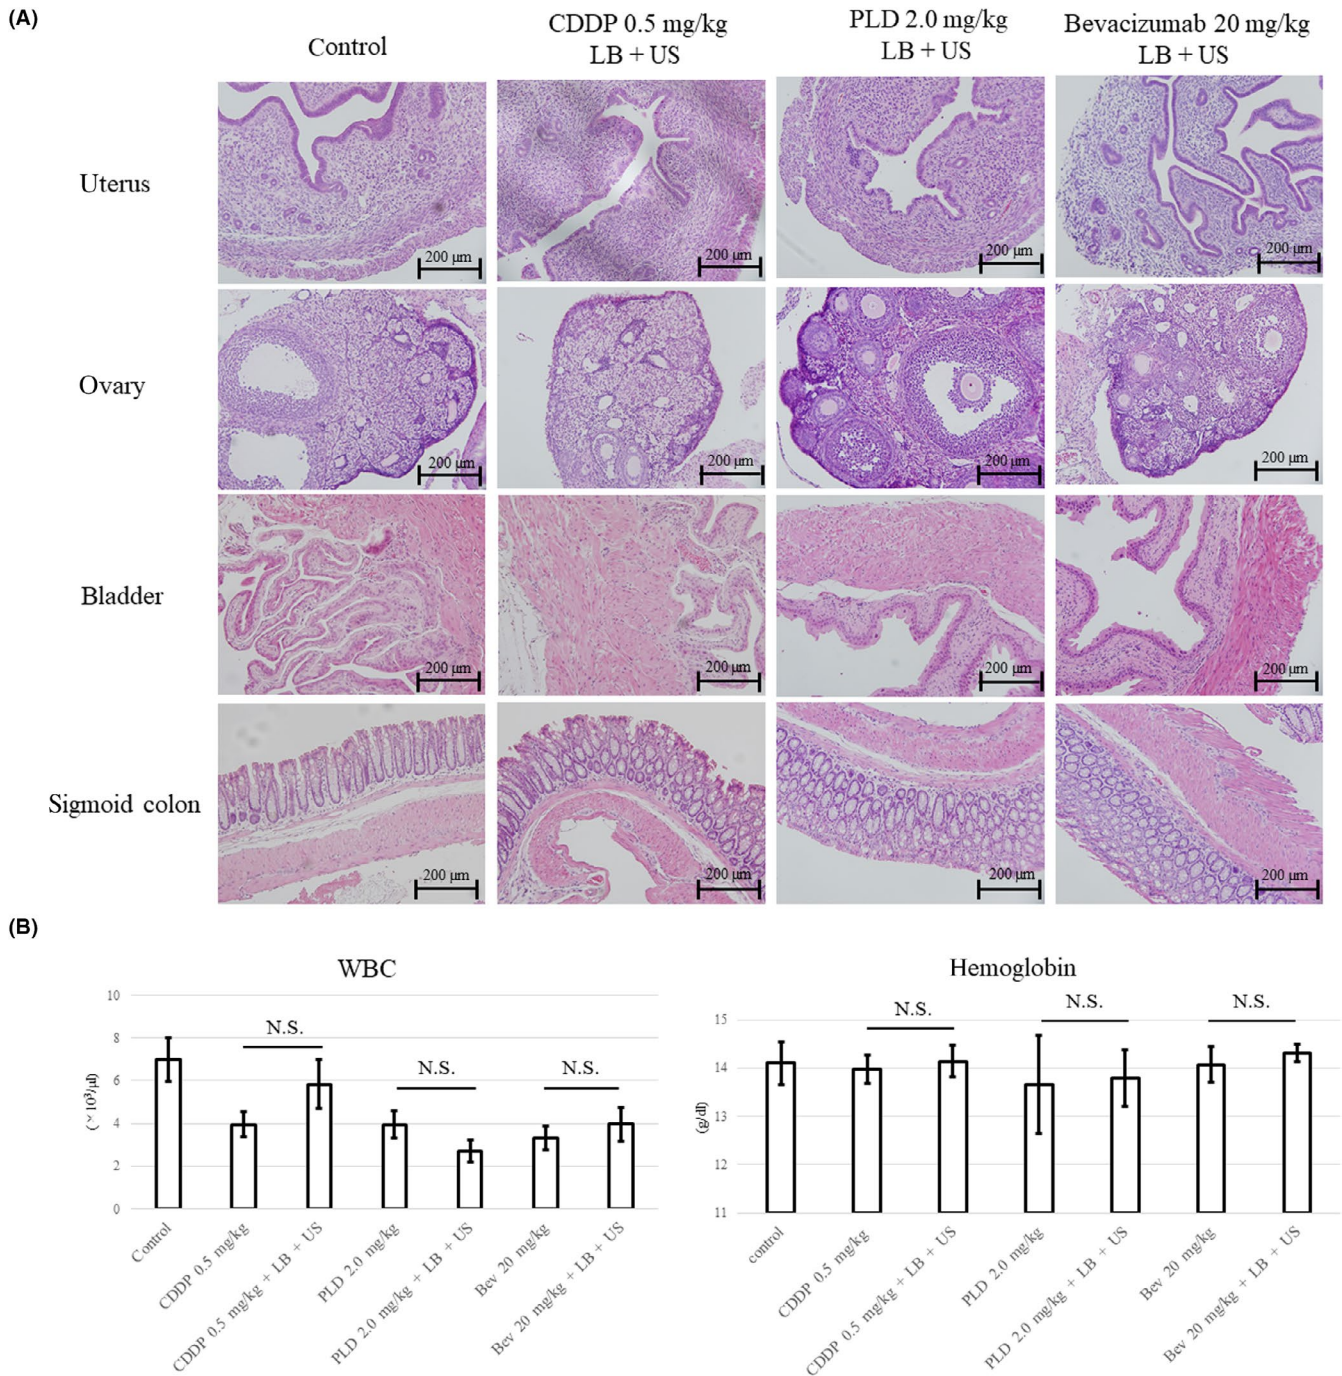 (A)
Control
CDDP 0.5 mg/kg
LB + US
PLD 2.0 mg/kg
LB + US
Bevacizumab 20 mg/kg
LB + US
Uterus
200 µm
200 µm
200 µm
200 µm
Ovary
200 µm
200 µm
200 µm
200 µm
Bladder
200 µm
200 µm
200 µm
200 µm
Sigmoid colon
200 µm
200 µm
200 µm
200 µm
(B)
WBC
(×10³/µl)
10
8
6
4
2
0
N.S.
N.S.
N.S.
Control
CDDP 0.5 mg/kg
CDDP 0.5 mg/kg + LB + US
PLD 2.0 mg/kg
PLD 2.0 mg/kg + LB + US
Bev 20 mg/kg
Bev 20 mg/kg + LB + US
Hemoglobin
(g/dl)
15
14
13
12
11
N.S.
N.S.
N.S.
control
CDDP 0.5 mg/kg
CDDP 0.5 mg/kg + LB + US
PLD 2.0 mg/kg
PLD 2.0 mg/kg + LB + US
Bev 20 mg/kg
Bev 20 mg/kg + LB + US